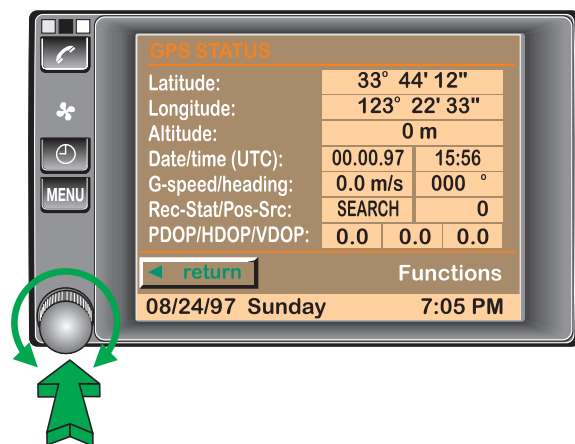 GPS STATUS
Latitude: 33° 44' 12"
Longitude: 123° 22' 33"
Altitude: 0 m
Date/time (UTC): 00.00.97 15:56
G-speed/heading: 0.0 m/s 000 °
Rec-Stat/Pos-Src: SEARCH 0
PDOP/HDOP/VDOP: 0.0 0.0 0.0
return Functions
08/24/97 Sunday 7:05 PM
MENU